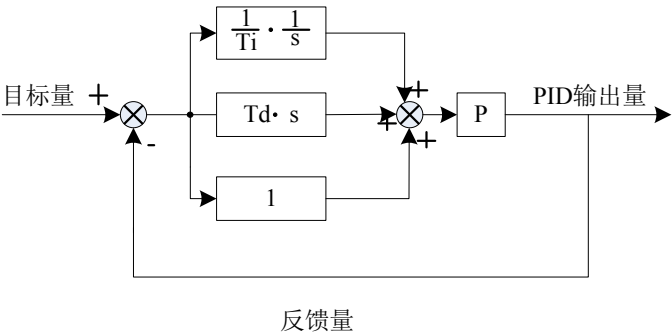 1/Ti · 1/s
目标量 + Td· s + + P PID输出量
- +
1
反馈量